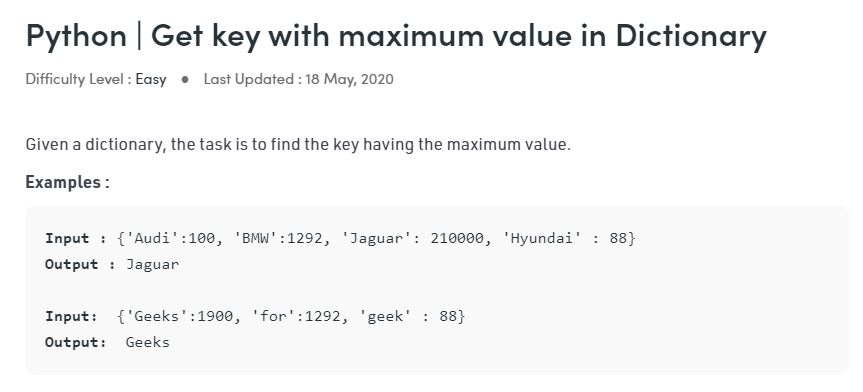 Python | Get key with maximum value in Dictionary
Difficulty Level : Easy ● Last Updated : 18 May, 2020
Given a dictionary, the task is to find the key having the maximum value.
Examples :
Input : {'Audi':100, 'BMW':1292, 'Jaguar': 210000, 'Hyundai' : 88}
Output : Jaguar
Input:  {'Geeks':1900, 'for':1292, 'geek' : 88}
Output:  Geeks